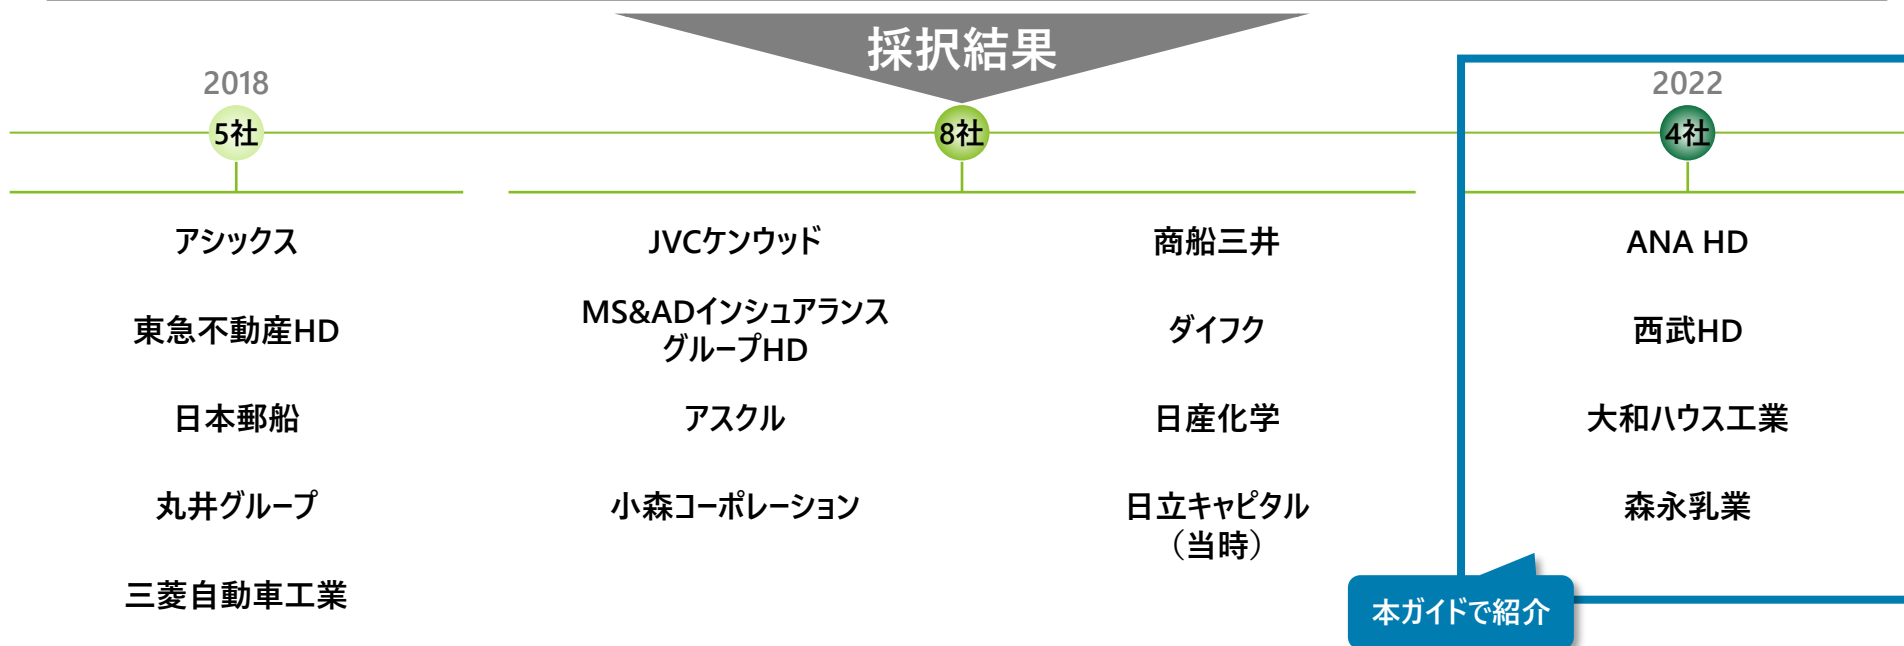 採択結果
2018
5社
アシックス
東急不動産HD
日本郵船
丸井グループ
三菱自動車工業
8社
JVCケンウッド
MS&ADインシュアランス
グループHD
アスクル
小森コーポレーション
商船三井
ダイフク
日産化学
日立キャピタル
（当時）
2022
4社
ANA HD
西武HD
大和ハウス工業
森永乳業
本ガイドで紹介